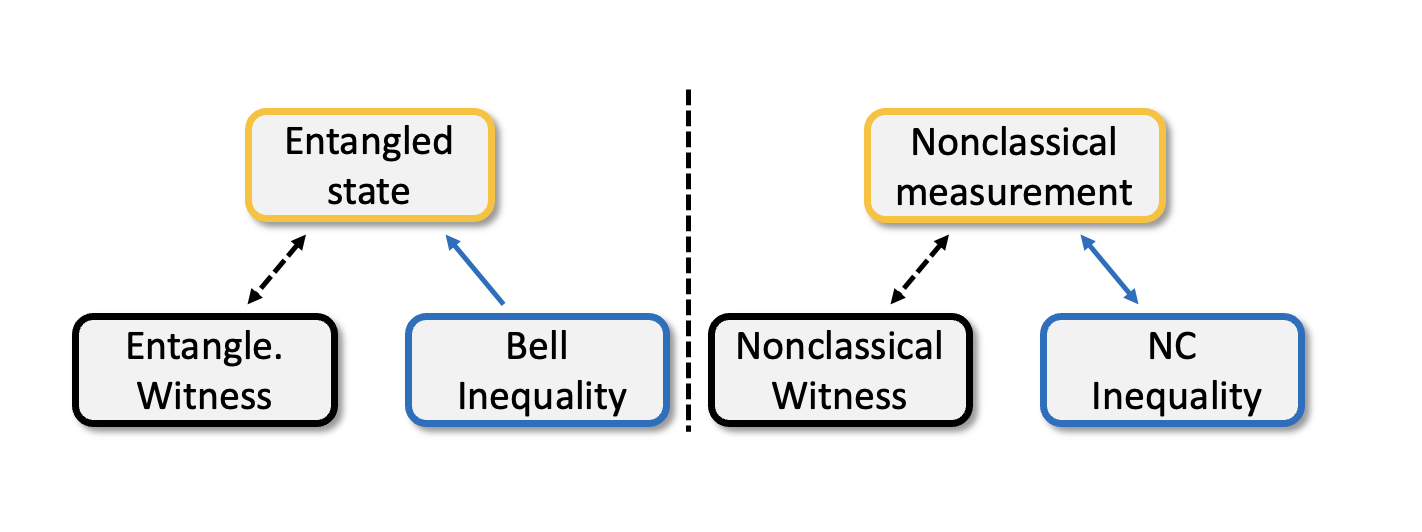 Entangled
state
Entangle.
Witness
Bell
Inequality
Nonclassical
measurement
Nonclassical
Witness
NC
Inequality